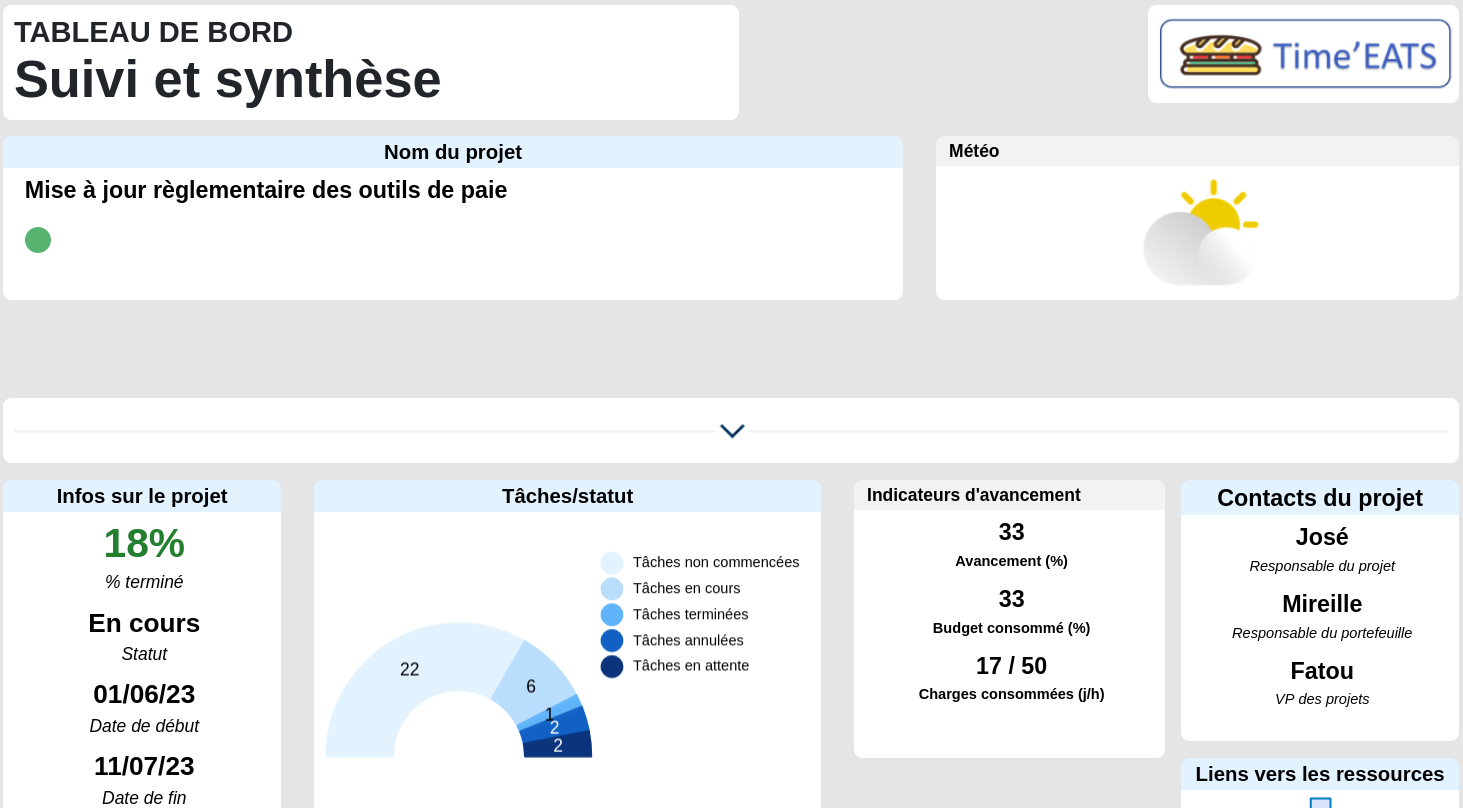 TABLEAU DE BORD
Suivi et synthèse
Time'EATS
Nom du projet
Mise à jour règlementaire des outils de paie
Météo
Infos sur le projet
18%
% terminé
En cours
Statut
01/06/23
Date de début
11/07/23
Date de fin
Tâches/statut
Tâches non commencées
Tâches en cours
Tâches terminées
Tâches annulées
Tâches en attente
22
6
1
2
2
Indicateurs d'avancement
33
Avancement (%)
33
Budget consommé (%)
17 / 50
Charges consommées (j/h)
Contacts du projet
José
Responsable du projet
Mireille
Responsable du portefeuille
Fatou
VP des projets
Liens vers les ressources